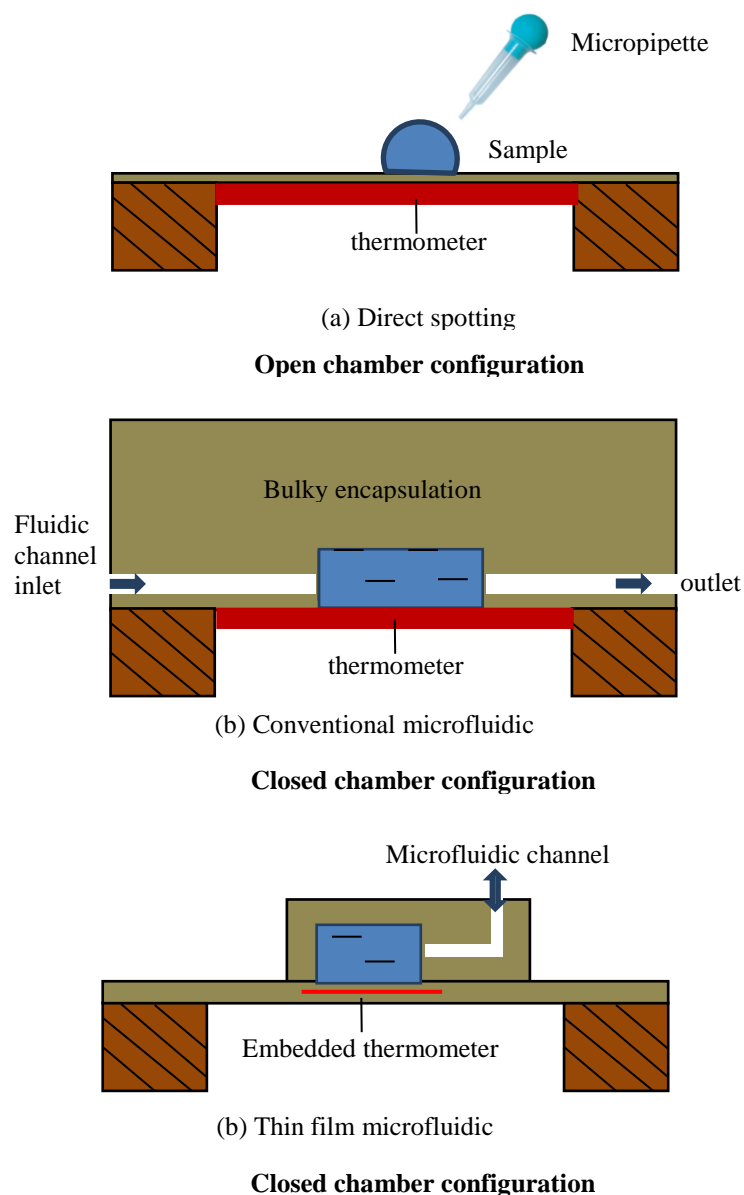 Micropipette
Sample
thermometer
(a) Direct spotting
Open chamber configuration
Bulky encapsulation
Fluidic
channel
inlet
outlet
thermometer
(b) Conventional microfluidic
Closed chamber configuration
Microfluidic channel
Embedded thermometer
(b) Thin film microfluidic
Closed chamber configuration